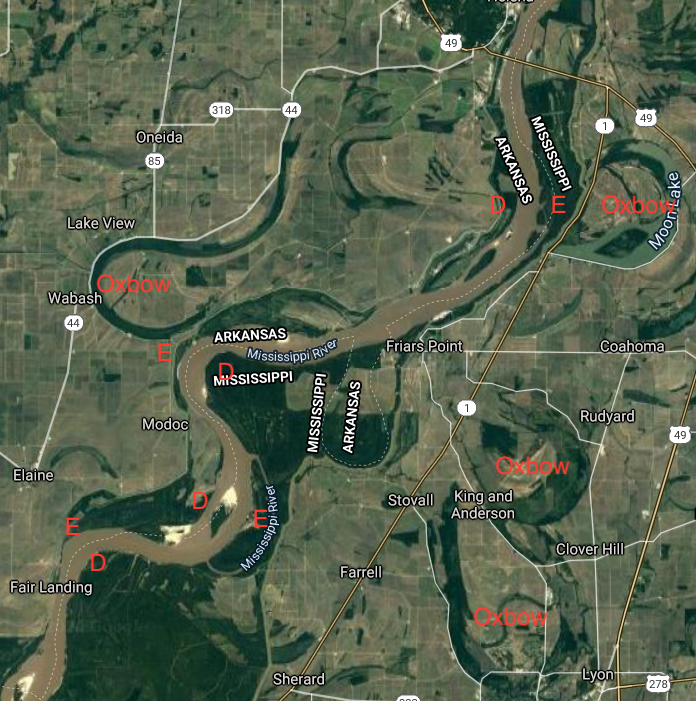 Helena
49
318
44
1
49
Oneida
85
ARKANSAS
MISSISSIPPI
D
E
Oxbow
Moon Lake
Lake View
Oxbow
Wabash
44
ARKANSAS
E
Mississippi River
Friars Point
Coahoma
D
MISSISSIPPI
MISSISSIPPI
ARKANSAS
1
Rudyard
Modoc
49
Oxbow
Elaine
D
Stovall
King and
Anderson
E
E
Mississippi River
Clover Hill
D
Farrell
Fair Landing
Oxbow
Sherard
Lyon
278